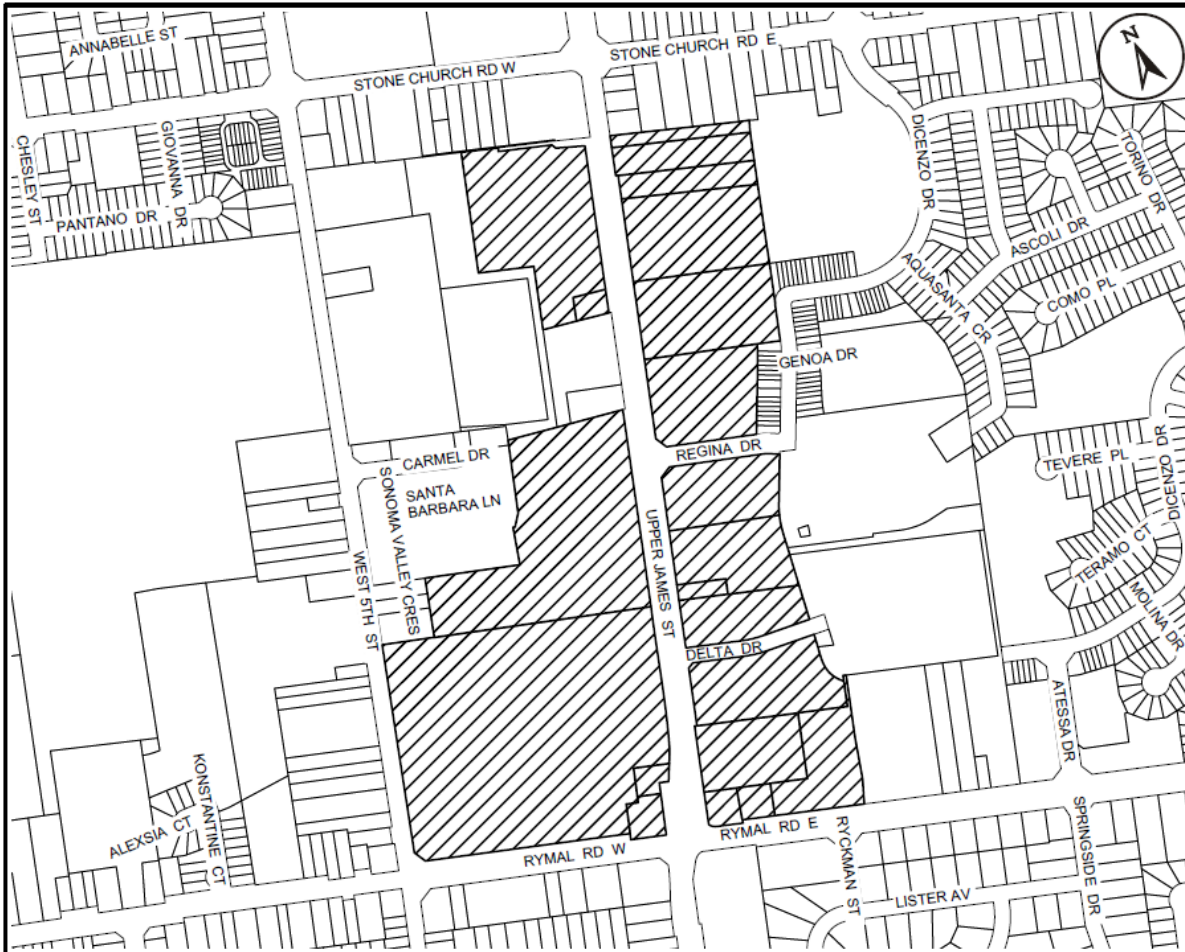 ANNABELLE ST
STONE CHURCH RD E
N
STONE CHURCH RD W
CHESLEY ST
GIOVANNA DR
DICENZO DR
TORINO DR
PANTANO DR
ASCOLI DR
AQUASANTA CR
COMO PL
GENOA DR
REGINA DR
CARMEL DR
TEVERE PL
DICENZO DR
SANTA
BARBARA LN
SONOMA VALLEY CRES
WEST 5TH ST
UPPER JAMES ST
TERAMO CT
MOLINA DR
DELTA DR
ATESSA DR
KONSTANTINE CT
ALEXSIA CT
RYMAL RD E
RYMAL RD W
RYCKMAN ST
SPRINGSIDE DR
LISTER AV